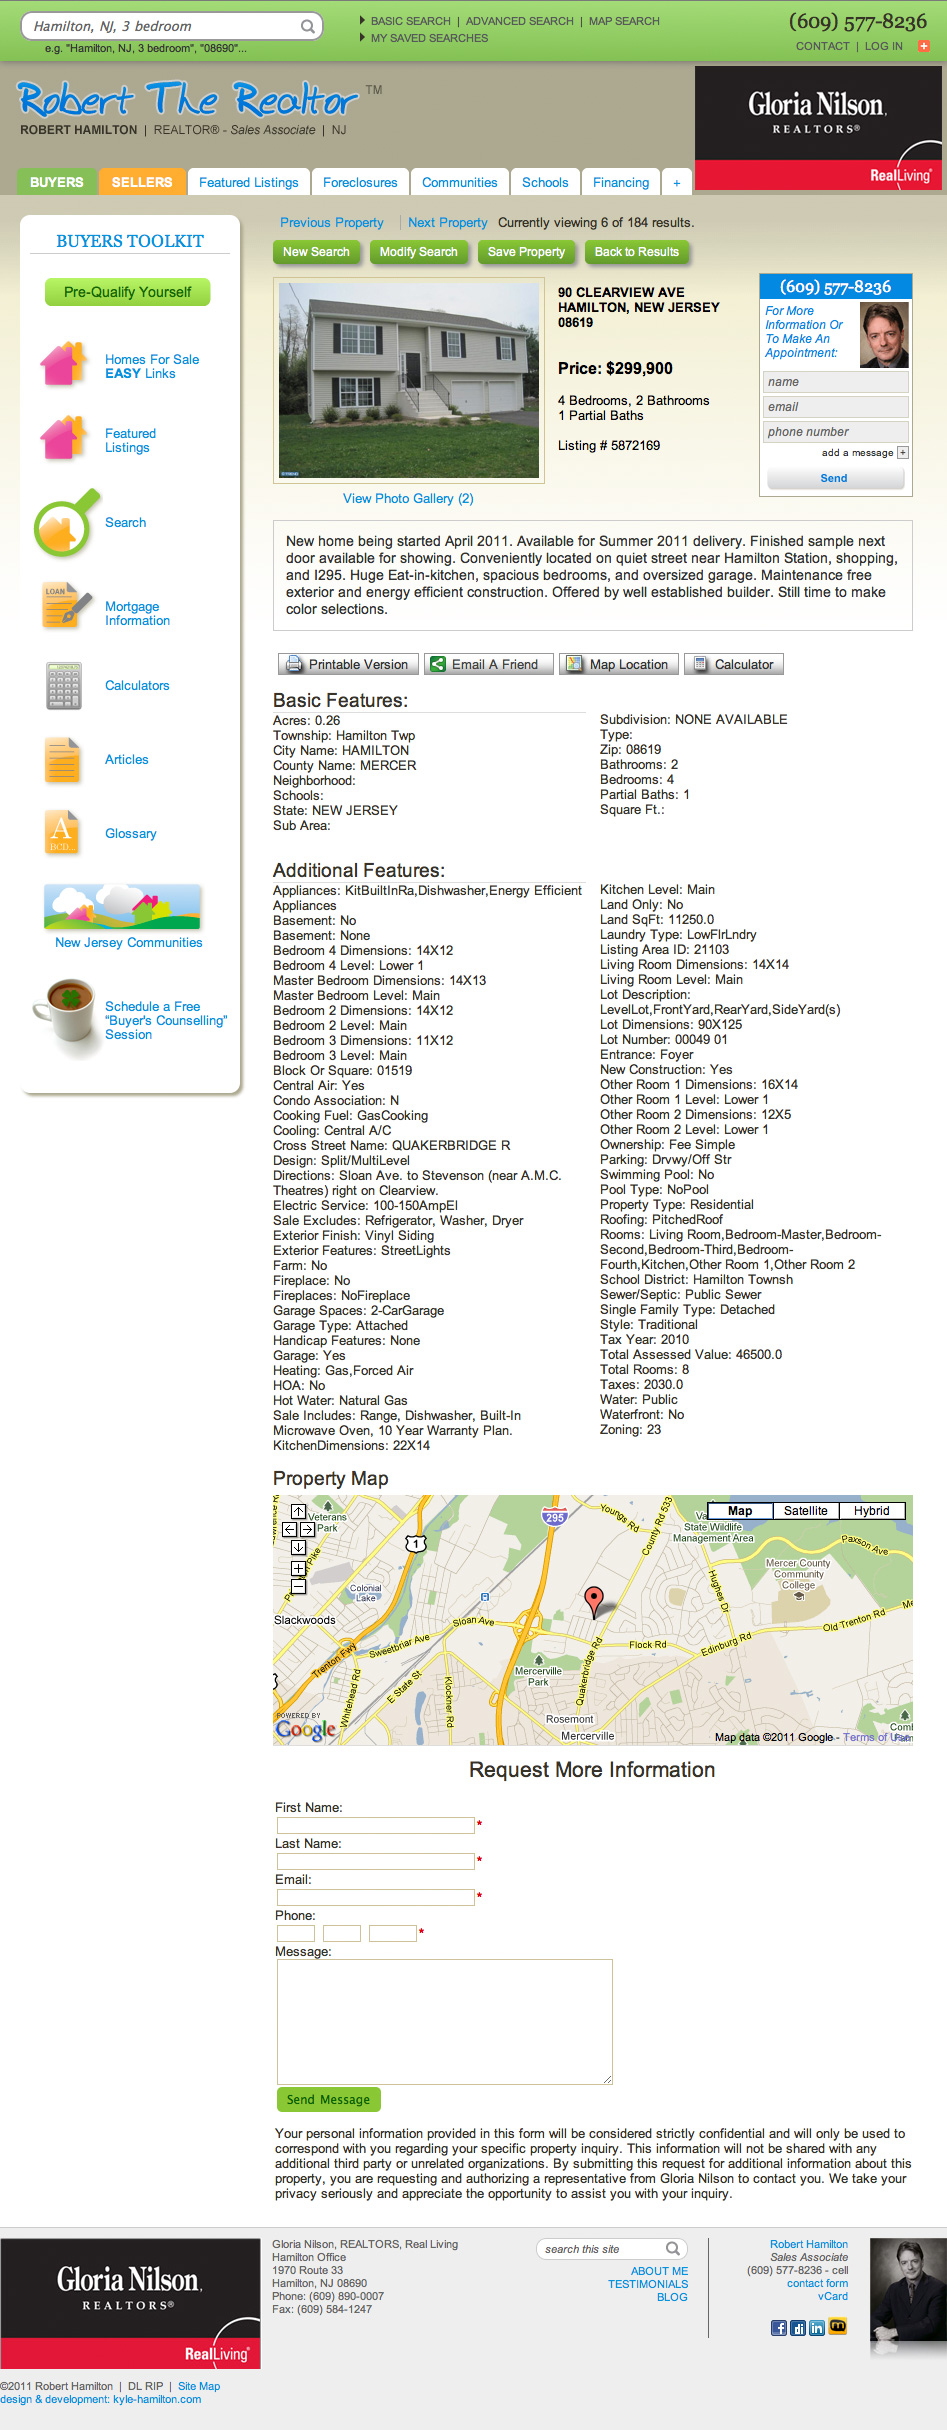 Hamilton, NJ, 3 bedroom
e.g. "Hamilton, NJ, 3 bedroom", "08690"...
BASIC SEARCH | ADVANCED SEARCH | MAP SEARCH
MY SAVED SEARCHES
(609) 577-8236
CONTACT | LOG IN
Robert The Realtor TM
ROBERT HAMILTON | REALTOR® - Sales Associate | NJ
Gloria Nilson,
REALTORS®
RealLiving®
BUYERS
SELLERS
Featured Listings
Foreclosures
Communities
Schools
Financing
+
BUYERS TOOLKIT
Pre-Qualify Yourself
Homes For Sale
EASY Links
Featured
Listings
Search
LOAN
Mortgage
Information
Calculators
Articles
A
BCD...
Glossary
New Jersey Communities
Schedule a Free
"Buyer's Counselling"
Session
Previous Property | Next Property Currently viewing 6 of 184 results.
New Search
Modify Search
Save Property
Back to Results
View Photo Gallery (2)
90 CLEARVIEW AVE
HAMILTON, NEW JERSEY
08619
Price: $299,900
4 Bedrooms, 2 Bathrooms
1 Partial Baths
Listing # 5872169
(609) 577-8236
For More
Information Or
To Make An
Appointment:
name
email
phone number
add a message +
Send
New home being started April 2011. Available for Summer 2011 delivery. Finished sample next
door available for showing. Conveniently located on quiet street near Hamilton Station, shopping,
and I295. Huge Eat-in-kitchen, spacious bedrooms, and oversized garage. Maintenance free
exterior and energy efficient construction. Offered by well established builder. Still time to make
color selections.
Printable Version
Email A Friend
Map Location
Calculator
Basic Features:
Acres: 0.26
Township: Hamilton Twp
City Name: HAMILTON
County Name: MERCER
Neighborhood:
Schools:
State: NEW JERSEY
Sub Area:
Subdivision: NONE AVAILABLE
Type:
Zip: 08619
Bathrooms: 2
Bedrooms: 4
Partial Baths: 1
Square Ft.:
Additional Features:
Appliances: KitBuiltInRa,Dishwasher,Energy Efficient
Appliances
Basement: No
Basement: None
Bedroom 4 Dimensions: 14X12
Bedroom 4 Level: Lower 1
Master Bedroom Dimensions: 14X13
Master Bedroom Level: Main
Bedroom 2 Dimensions: 14X12
Bedroom 2 Level: Main
Bedroom 3 Dimensions: 11X12
Bedroom 3 Level: Main
Block Or Square: 01519
Central Air: Yes
Condo Association: N
Cooking Fuel: GasCooking
Cooling: Central A/C
Cross Street Name: QUAKERBRIDGE R
Design: Split/MultiLevel
Directions: Sloan Ave. to Stevenson (near A.M.C.
Theatres) right on Clearview.
Electric Service: 100-150AmpEl
Sale Excludes: Refrigerator, Washer, Dryer
Exterior Finish: Vinyl Siding
Exterior Features: StreetLights
Farm: No
Fireplace: No
Fireplaces: NoFireplace
Garage Spaces: 2-CarGarage
Garage Type: Attached
Handicap Features: None
Garage: Yes
Heating: Gas,Forced Air
HOA: No
Hot Water: Natural Gas
Sale Includes: Range, Dishwasher, Built-In
Microwave Oven, 10 Year Warranty Plan.
KitchenDimensions: 22X14
Kitchen Level: Main
Land Only: No
Land SqFt: 11250.0
Laundry Type: LowFlrLndry
Listing Area ID: 21103
Living Room Dimensions: 14X14
Living Room Level: Main
Lot Description:
LevelLot,FrontYard,RearYard,SideYard(s)
Lot Dimensions: 90X125
Lot Number: 00049 01
Entrance: Foyer
New Construction: Yes
Other Room 1 Dimensions: 16X14
Other Room 1 Level: Lower 1
Other Room 2 Dimensions: 12X5
Other Room 2 Level: Lower 1
Ownership: Fee Simple
Parking: Drvwy/Off Str
Swimming Pool: No
Pool Type: NoPool
Property Type: Residential
Roofing: PitchedRoof
Rooms: Living Room,Bedroom-Master,Bedroom-
Second,Bedroom-Third,Bedroom-
Fourth,Kitchen,Other Room 1,Other Room 2
School District: Hamilton Townsh
Sewer/Septic: Public Sewer
Single Family Type: Detached
Style: Traditional
Tax Year: 2010
Total Assessed Value: 46500.0
Total Rooms: 8
Taxes: 2030.0
Water: Public
Waterfront: No
Zoning: 23
Property Map
Map
Satellite
Hybrid
Veterans
Park
1
295
Youngs Rd
County Rd 533
State Wildlife
Management Area
Paxson Ave
Mercer County
Community
College
Hughes Dr
Colonial
Lake
Slackwoods
Sloan Ave
Sweetbriar Ave
Trenton Fwy
Whitehead Rd
E State St
Klockner Rd
Mercerville
Park
Quakerbridge Rd
Flock Rd
Edinburg Rd
Old Trenton Rd
Rosemont
Mercerville
POWERED BY
Google
Map data ©2011 Google - Terms of Use
Request More Information
First Name:
*
Last Name:
*
Email:
*
Phone:
*
Message:
Send Message
Your personal information provided in this form will be considered strictly confidential and will only be used to
correspond with you regarding your specific property inquiry. This information will not be shared with any
additional third party or unrelated organizations. By submitting this request for additional information about this
property, you are requesting and authorizing a representative from Gloria Nilson to contact you. We take your
privacy seriously and appreciate the opportunity to assist you with your inquiry.
Gloria Nilson,
REALTORS®
RealLiving®
Gloria Nilson, REALTORS, Real Living
Hamilton Office
1970 Route 33
Hamilton, NJ 08690
Phone: (609) 890-0007
Fax: (609) 584-1247
search this site
ABOUT ME
TESTIMONIALS
BLOG
Robert Hamilton
Sales Associate
(609) 577-8236 - cell
contact form
vCard
©2011 Robert Hamilton | DL RIP | Site Map
design & development: kyle-hamilton.com